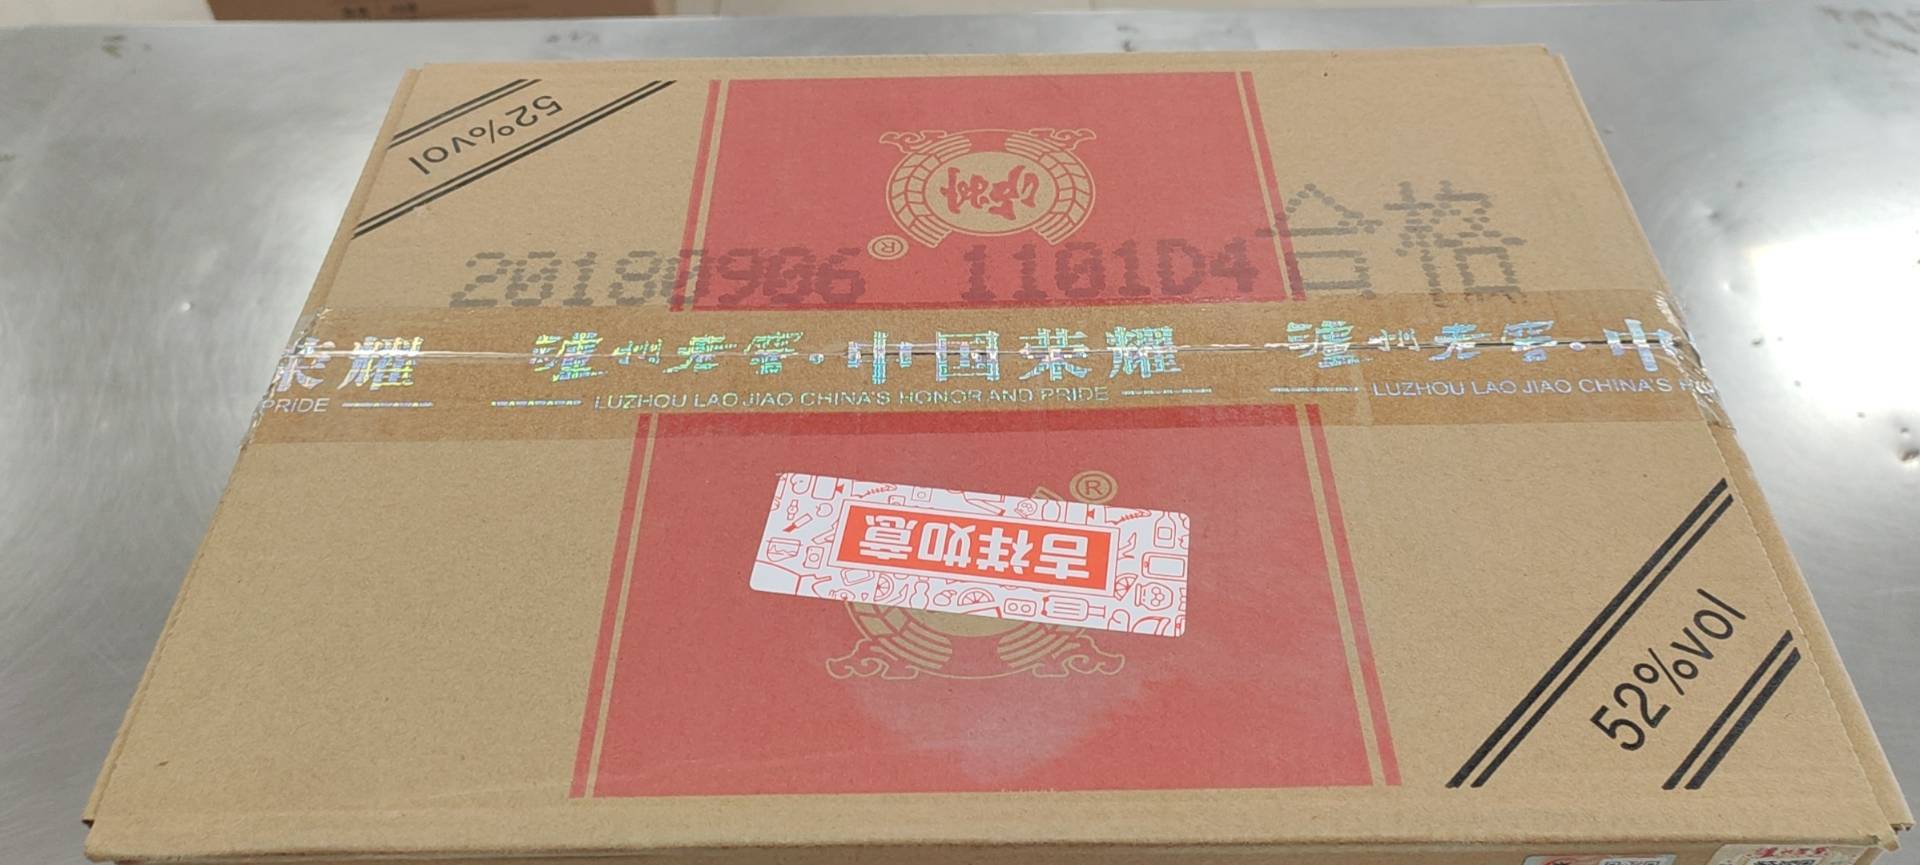 52%vol
®
20180906 1101D4 合格
荣耀 泸州老窖·中国荣耀 泸州老窖·中
PRIDE LUZHOU LAO JIAO CHINA'S HONOR AND PRIDE LUZHOU LAO JIAO CHINA'S H
®
吉祥如意
52%vol